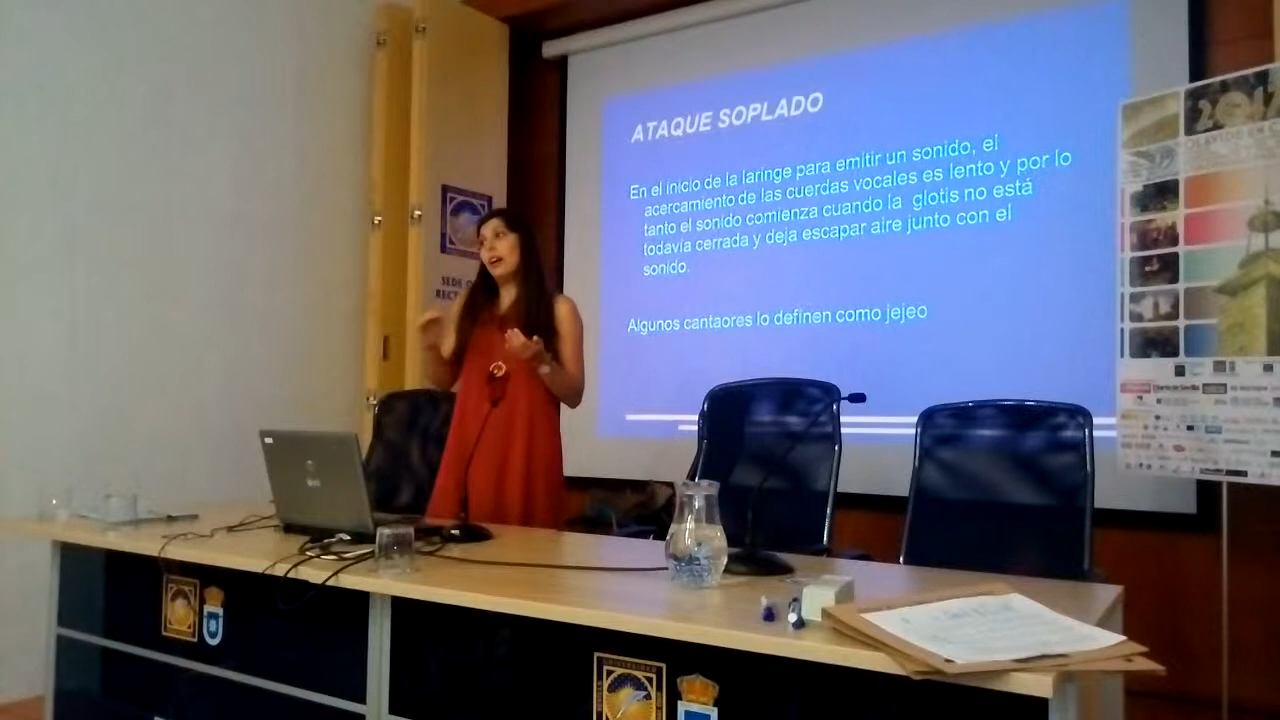 ATAQUE SOPLADO
En el inicio de la laringe para emitir un sonido, el
acercamiento de las cuerdas vocales es lento y por lo
tanto el sonido comienza cuando la glotis no está
todavía cerrada y deja escapar aire junto con el
sonido.
Algunos cantaores lo definen como jejeo
SEDE